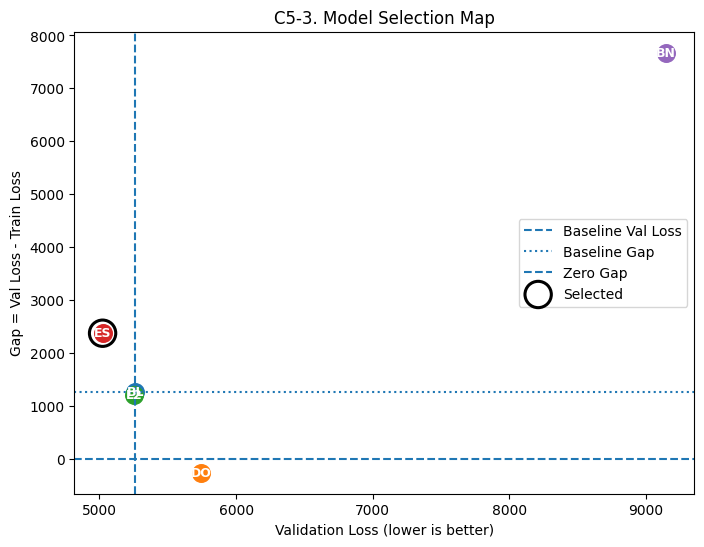 C5-3. Model Selection Map
8000
7000
6000
5000
4000
3000
2000
1000
0
Gap = Val Loss - Train Loss
BN
ES
DO
Baseline Val Loss
Baseline Gap
Zero Gap
Selected
5000
6000
7000
8000
9000
Validation Loss (lower is better)